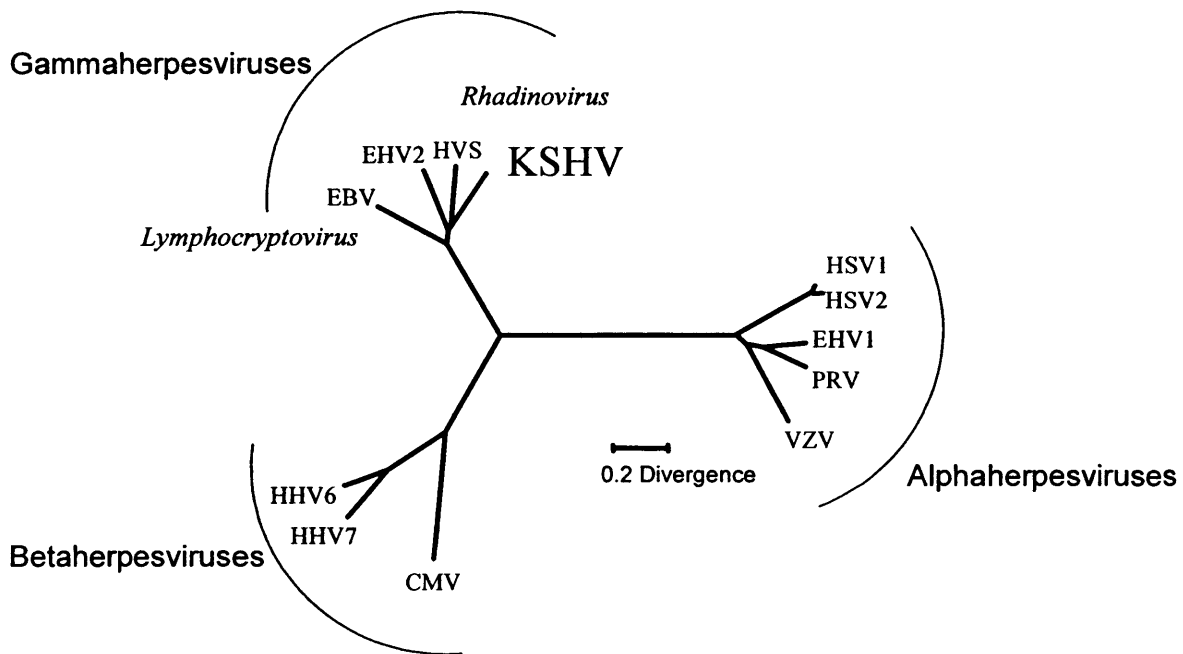 Gammaherpesviruses
Rhadinovirus
EHV2
HVS
KSHV
EBV
Lymphocryptovirus
HSV1
HSV2
EHV1
PRV
VZV
0.2 Divergence
Alphaherpesviruses
HHV6
HHV7
Betaherpesviruses
CMV